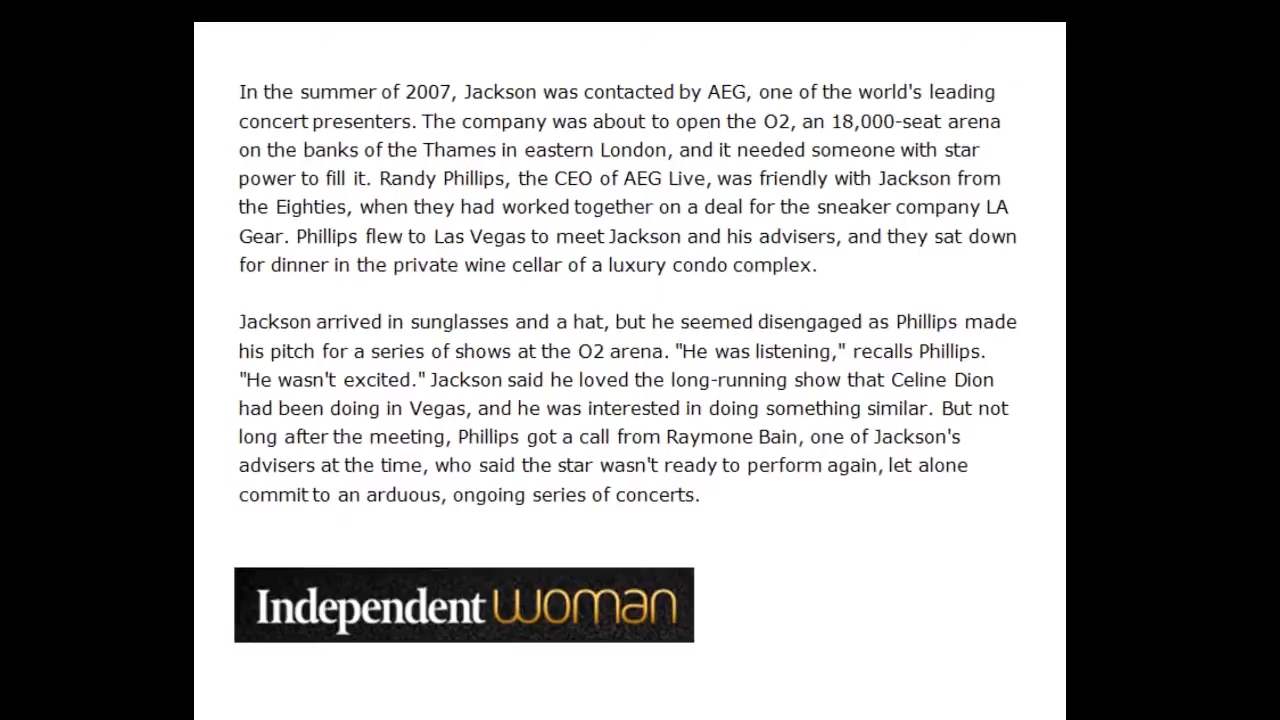 In the summer of 2007, Jackson was contacted by AEG, one of the world's leading
concert presenters. The company was about to open the O2, an 18,000-seat arena
on the banks of the Thames in eastern London, and it needed someone with star
power to fill it. Randy Phillips, the CEO of AEG Live, was friendly with Jackson from
the Eighties, when they had worked together on a deal for the sneaker company LA
Gear. Phillips flew to Las Vegas to meet Jackson and his advisers, and they sat down
for dinner in the private wine cellar of a luxury condo complex.
Jackson arrived in sunglasses and a hat, but he seemed disengaged as Phillips made
his pitch for a series of shows at the O2 arena. "He was listening," recalls Phillips.
"He wasn't excited." Jackson said he loved the long-running show that Celine Dion
had been doing in Vegas, and he was interested in doing something similar. But not
long after the meeting, Phillips got a call from Raymone Bain, one of Jackson's
advisers at the time, who said the star wasn't ready to perform again, let alone
commit to an arduous, ongoing series of concerts.
Independent woman